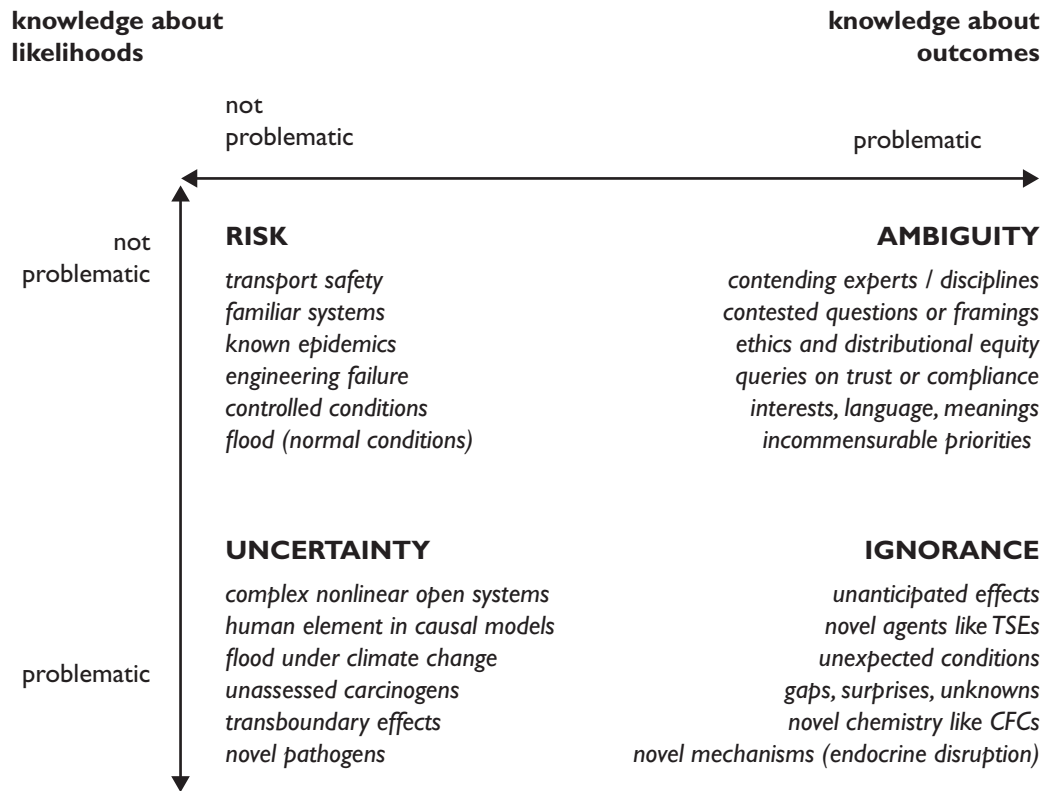 knowledge about
likelihoods
knowledge about
outcomes
not
problematic
problematic
not
problematic
RISK
transport safety
familiar systems
known epidemics
engineering failure
controlled conditions
flood (normal conditions)
AMBIGUITY
contending experts / disciplines
contested questions or framings
ethics and distributional equity
queries on trust or compliance
interests, language, meanings
incommensurable priorities
problematic
UNCERTAINTY
complex nonlinear open systems
human element in causal models
flood under climate change
unassessed carcinogens
transboundary effects
novel pathogens
IGNORANCE
unanticipated effects
novel agents like TSEs
unexpected conditions
gaps, surprises, unknowns
novel chemistry like CFCs
novel mechanisms (endocrine disruption)